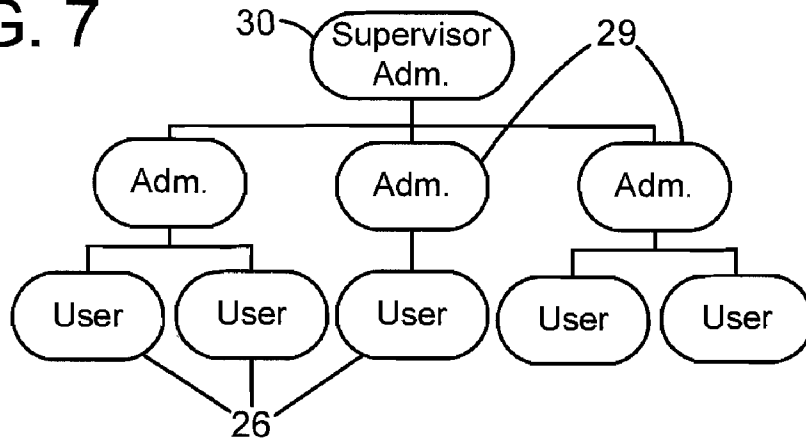 G. 7
30
Supervisor
Adm.
29
Adm.
Adm.
Adm.
User
User
User
User
User
26